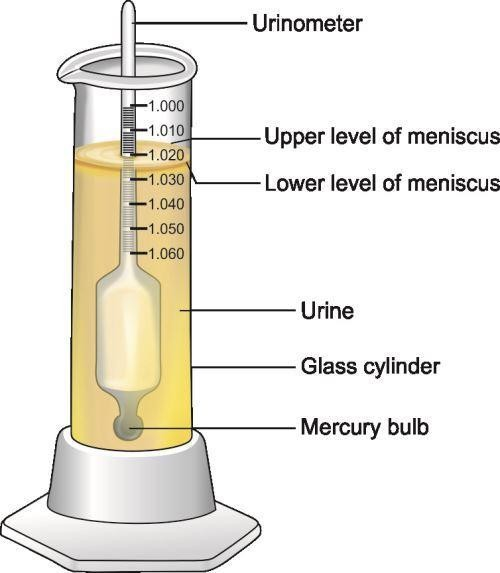 Urinometer
1.000
1.010
Upper level of meniscus
1.020
1.030
Lower level of meniscus
1.040
1.050
1.060
Urine
Glass cylinder
Mercury bulb